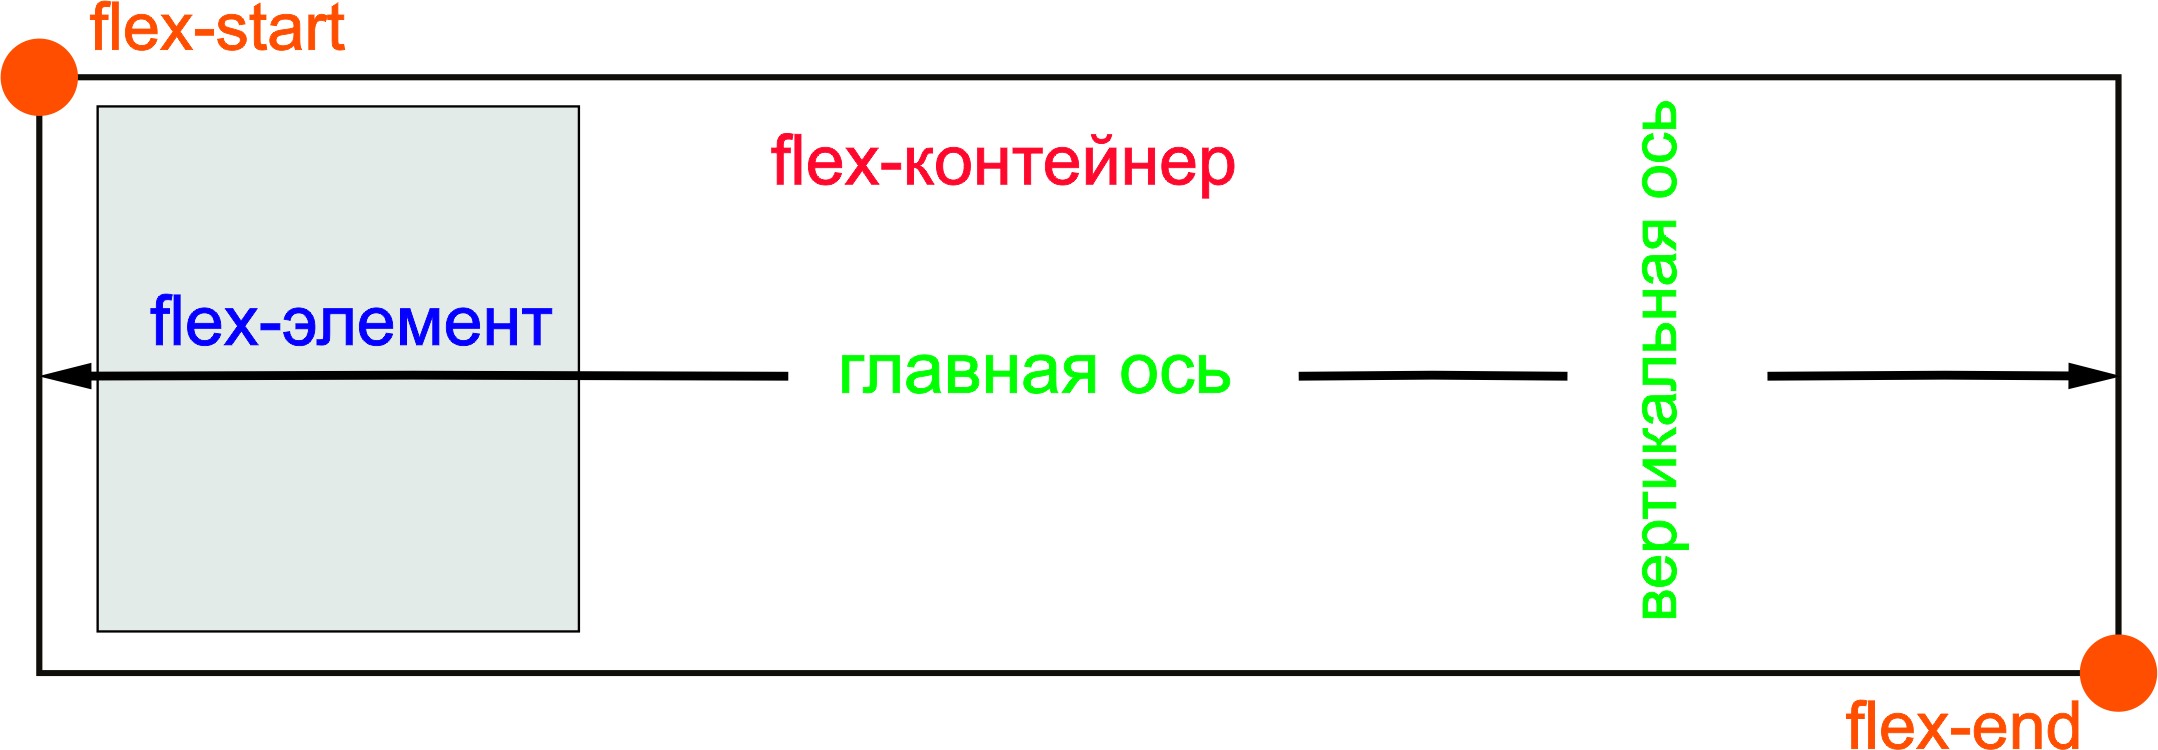 flex-start
flex-контейнер
flex-элемент
главная ось
вертикальная ось
flex-end